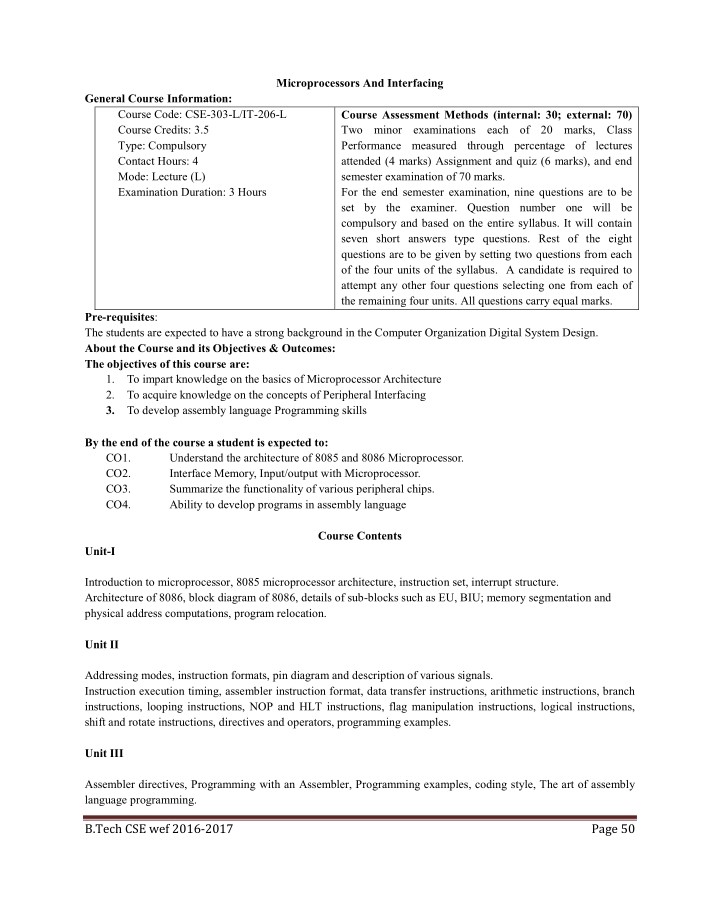 Microprocessors And Interfacing
General Course Information:
Course Code: CSE-303-L/IT-206-L
Course Credits: 3.5
Type: Compulsory
Contact Hours: 4
Mode: Lecture (L)
Examination Duration: 3 Hours
Course Assessment Methods (internal: 30; external: 70)
Two minor examinations each of 20 marks, Class
Performance measured through percentage of lectures
attended (4 marks) Assignment and quiz (6 marks), and end
semester examination of 70 marks.
For the end semester examination, nine questions are to be
set by the examiner. Question number one will be
compulsory and based on the entire syllabus. It will contain
seven short answers type questions. Rest of the eight
questions are to be given by setting two questions from each
of the four units of the syllabus. A candidate is required to
attempt any other four questions selecting one from each of
the remaining four units. All questions carry equal marks.
Pre-requisites:
The students are expected to have a strong background in the Computer Organization Digital System Design.
About the Course and its Objectives & Outcomes:
The objectives of this course are:
1. To impart knowledge on the basics of Microprocessor Architecture
2. To acquire knowledge on the concepts of Peripheral Interfacing
3. To develop assembly language Programming skills
By the end of the course a student is expected to:
CO1. Understand the architecture of 8085 and 8086 Microprocessor.
CO2. Interface Memory, Input/output with Microprocessor.
CO3. Summarize the functionality of various peripheral chips.
CO4. Ability to develop programs in assembly language
Course Contents
Unit-I
Introduction to microprocessor, 8085 microprocessor architecture, instruction set, interrupt structure.
Architecture of 8086, block diagram of 8086, details of sub-blocks such as EU, BIU; memory segmentation and
physical address computations, program relocation.
Unit II
Addressing modes, instruction formats, pin diagram and description of various signals.
Instruction execution timing, assembler instruction format, data transfer instructions, arithmetic instructions, branch
instructions, looping instructions, NOP and HLT instructions, flag manipulation instructions, logical instructions,
shift and rotate instructions, directives and operators, programming examples.
Unit III
Assembler directives, Programming with an Assembler, Programming examples, coding style, The art of assembly
language programming.
B.Tech CSE wef 2016-2017 Page 50